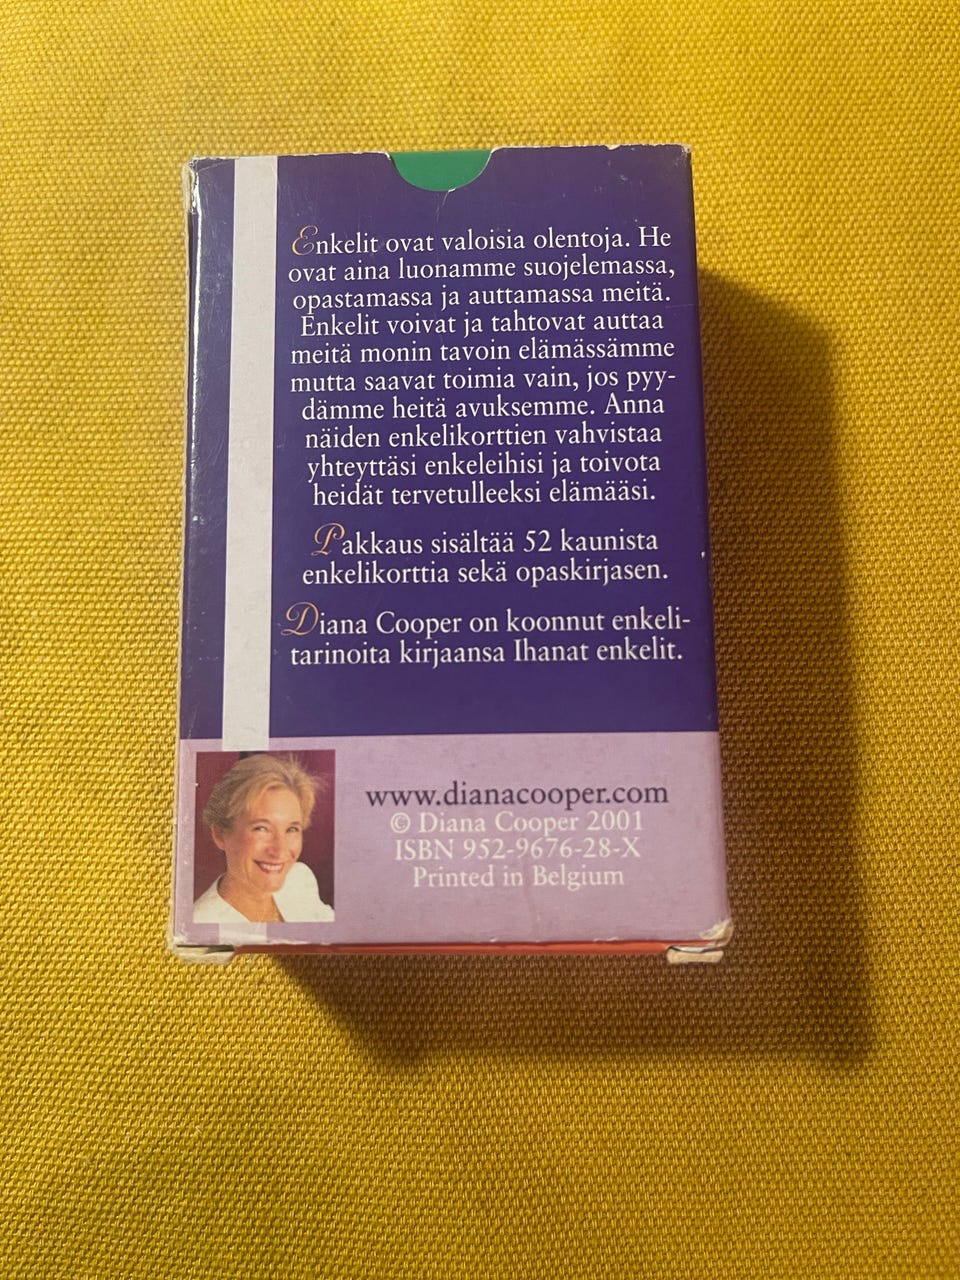 Enkelit ovat valoisia olentoja. He
ovat aina luonamme suojelemassa,
opastamassa ja auttamassa meitä.
Enkelit voivat ja tahtovat auttaa
meitä monin tavoin elämässämme
mutta saavat toimia vain, jos pyy-
dämme heitä avuksemme. Anna
näiden enkelikorttien vahvistaa
yhteyttäsi enkeleihisi ja toivota
heidät tervetulleeksi elämääsi.
Pakkaus sisältää 52 kaunista
enkelikorttia sekä opaskirjasen.
Diana Cooper on koonnut enkeli-
tarinoita kirjaansa Ihanat enkelit.
www.dianacooper.com
© Diana Cooper 2001
ISBN 952-9676-28-X
Printed in Belgium